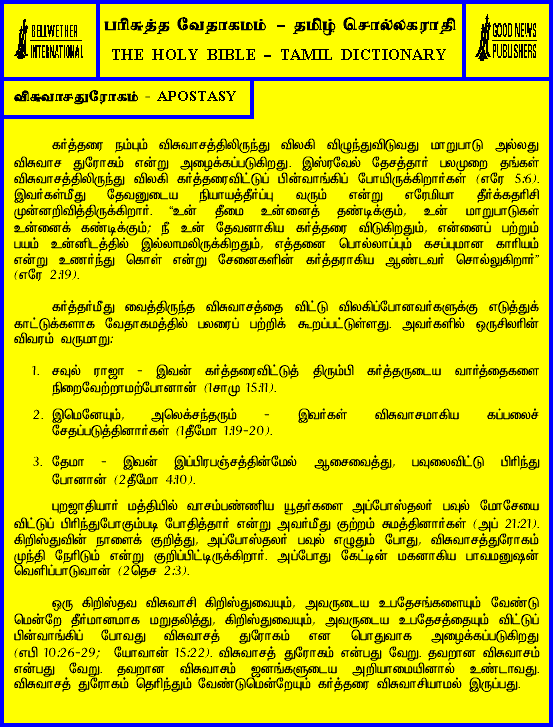 BELLWETHER
INTERNATIONAL
பரிசுத்த வேதாகமம் – தமிழ் சொல்லகராதி
THE HOLY BIBLE – TAMIL DICTIONARY
GOOD NEWS
PUBLISHERS
விசுவாசதுரோகம் - APOSTASY
கர்த்தரை நம்பும் விசுவாசத்திலிருந்து விலகி விழுந்துவிடுவது மாறுபாடு அல்லது
விசுவாச துரோகம் என்று அழைக்கப்படுகிறது. இஸ்ரவேல் தேசத்தார் பலமுறை தங்கள்
விசுவாசத்திலிருந்து விலகி கர்த்தரைவிட்டுப் பின்வாங்கிப் போயிருக்கிறார்கள் (எரே 5:6).
இவர்கள்மீது தேவனுடைய நியாயத்தீர்ப்பு வரும் என்று எரேமியா தீர்க்கதரிசி
முன்னறிவித்திருக்கிறார். "உன் தீமை உன்னைத் தண்டிக்கும், உன் மாறுபாடுகள்
உன்னைக் கண்டிக்கும்; நீ உன் தேவனாகிய கர்த்தரை விடுகிறதும், என்னைப் பற்றும்
பயம் உன்னிடத்தில் இல்லாமலிருக்கிறதும், எத்தனை பொல்லாப்பும் கசப்புமான காரியம்
என்று உணர்ந்து கொள் என்று சேனைகளின் கர்த்தராகிய ஆண்டவர் சொல்லுகிறார்"
(எரே 2:19).
கர்த்தர்மீது வைத்திருந்த விசுவாசத்தை விட்டு விலகிப்போனவர்களுக்கு எடுத்துக்
காட்டுக்களாக வேதாகமத்தில் பலரைப் பற்றிக் கூறப்பட்டுள்ளது. அவர்களில் ஒருசிலரின்
விவரம் வருமாறு:
1. சவுல் ராஜா - இவன் கர்த்தரைவிட்டுத் திரும்பி கர்த்தருடைய வார்த்தைகளை
நிறைவேற்றாமற்போனான் (1சாமு 15:11).
2. இமெனேயும், அலெக்சந்தரும் - இவர்கள் விசுவாசமாகிய கப்பலைச்
சேதப்படுத்தினார்கள் (1தீமோ 1:19-20).
3. தேமா - இவன் இப்பிரபஞ்சத்தின்மேல் ஆசைவைத்து, பவுலைவிட்டு பிரிந்து
போனான் (2தீமோ 4:10).
புறஜாதியார் மத்தியில் வாசம்பண்ணிய யூதர்களை அப்போஸ்தலர் பவுல் மோசேயை
விட்டுப் பிரிந்துபோகும்படி போதித்தார் என்று அவர்மீது குற்றம் சுமத்தினார்கள் (அப் 21:21).
கிறிஸ்துவின் நாளைக் குறித்து, அப்போஸ்தலர் பவுல் எழுதும் போது, விசுவாசத்துரோகம்
முந்தி நேரிடும் என்று குறிப்பிட்டிருக்கிறார். அப்போது கேட்டின் மகனாகிய பாவமனுஷன்
வெளிப்பாடுவான் (2தெச 2:3).
ஒரு கிறிஸ்தவ விசுவாசி கிறிஸ்துவையும், அவருடைய உபதேசங்களையும் வேண்டு
மென்றே தீர்மானமாக மறுதலித்து, கிறிஸ்துவையும், அவருடைய உபதேசத்தையும் விட்டுப்
பின்வாங்கிப் போவது விசுவாசத் துரோகம் என பொதுவாக அழைக்கப்படுகிறது
(எபி 10:26-29; யோவான் 15:22). விசுவாசத் துரோகம் என்பது வேறு. தவறான விசுவாசம்
என்பது வேறு. தவறான விசுவாசம் ஜனங்களுடைய அறியாமையினால் உண்டாவது.
விசுவாசத் துரோகம் தெரிந்தும் வேண்டுமென்றேயும் கர்த்தரை விசுவாசியாமல் இருப்பது.